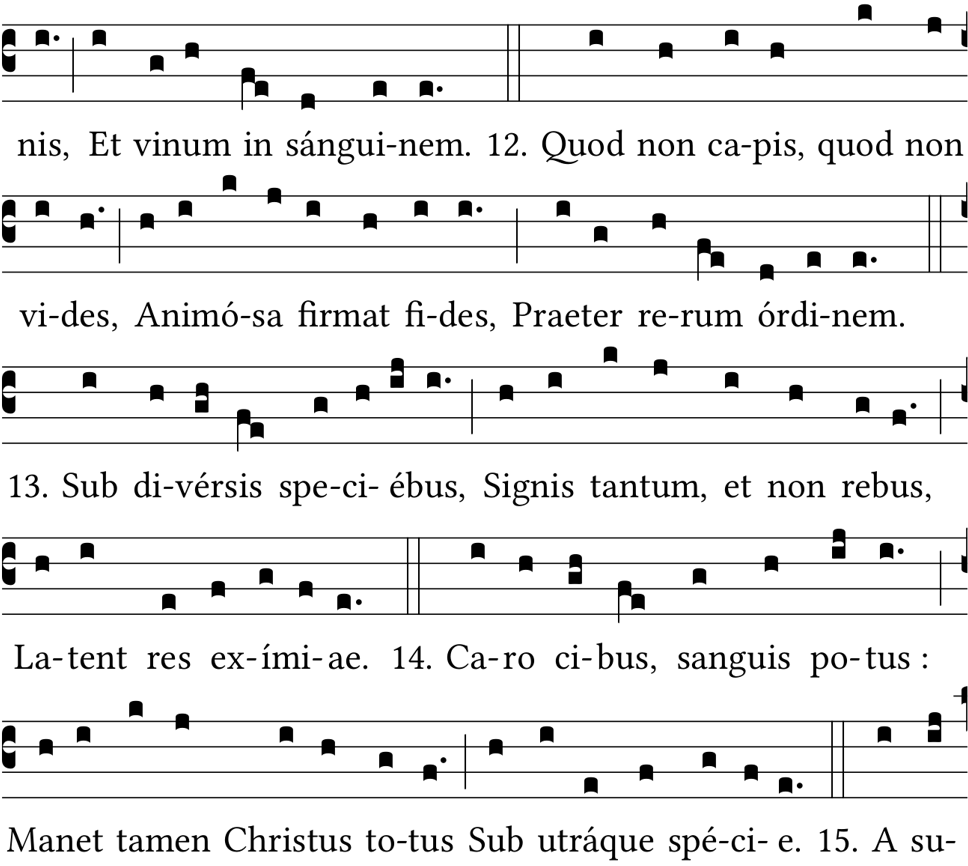 nis, Et vinum in sángui-nem. 12. Quod non ca-pis, quod non
vi-des, Animó-sa firmat fi-des, Praeter re-rum órdi-nem.
13. Sub di-vérsis spe-ci- ébus, Signis tantum, et non rebus,
La-tent res ex-ími-ae. 14. Ca-ro ci-bus, sanguis po-tus :
Manet tamen Christus to-tus Sub utráque spé-ci- e. 15. A su-